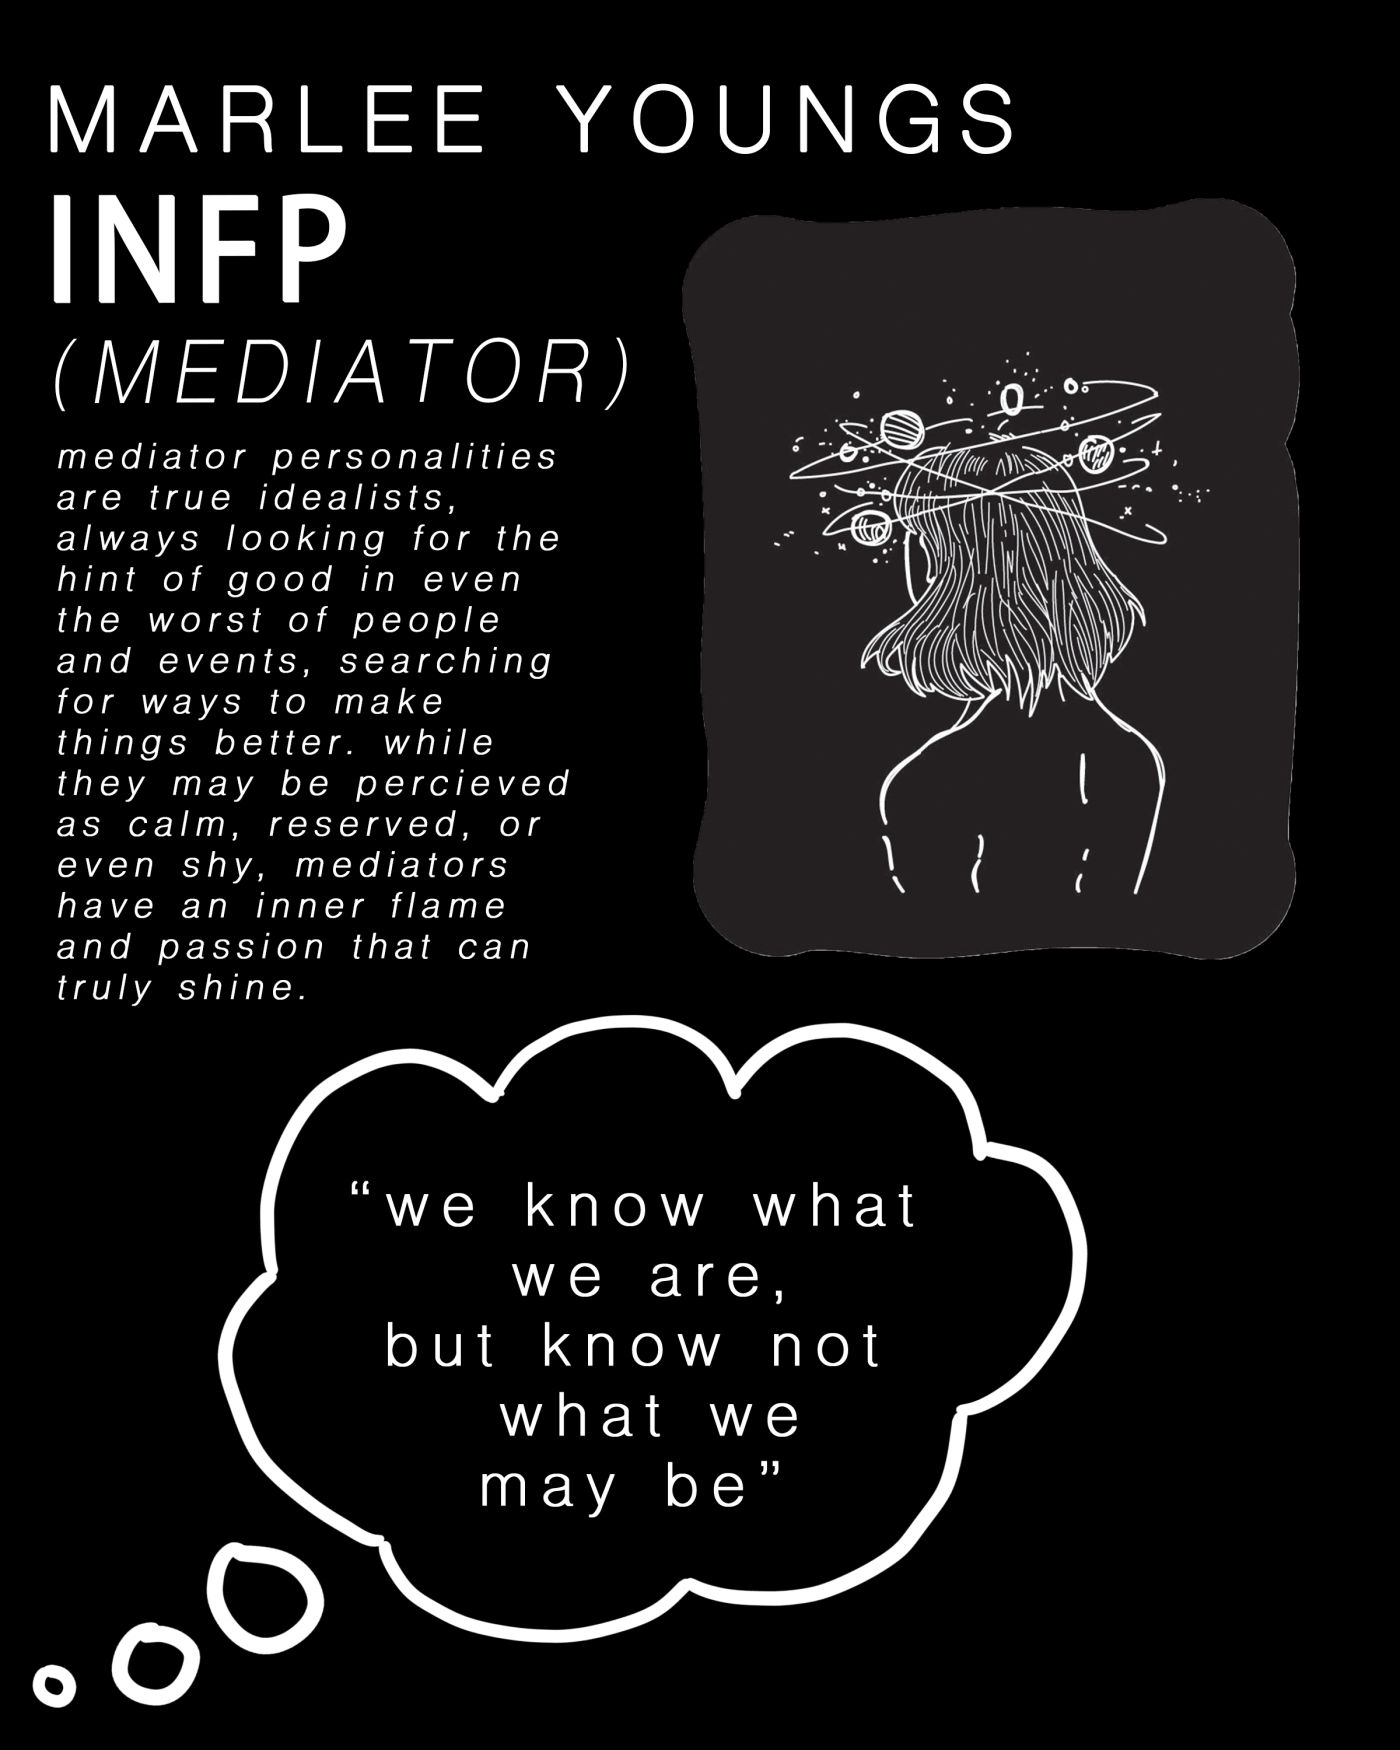 MARLEE YOUNGS
INFP
(MEDIATOR)
mediator personalities
are true idealists,
always looking for the
hint of good in even
the worst of people
and events, searching
for ways to make
things better. while
they may be percieved
as calm, reserved, or
even shy, mediators
have an inner flame
and passion that can
truly shine.
“we know what
we are,
but know not
what we
may be”